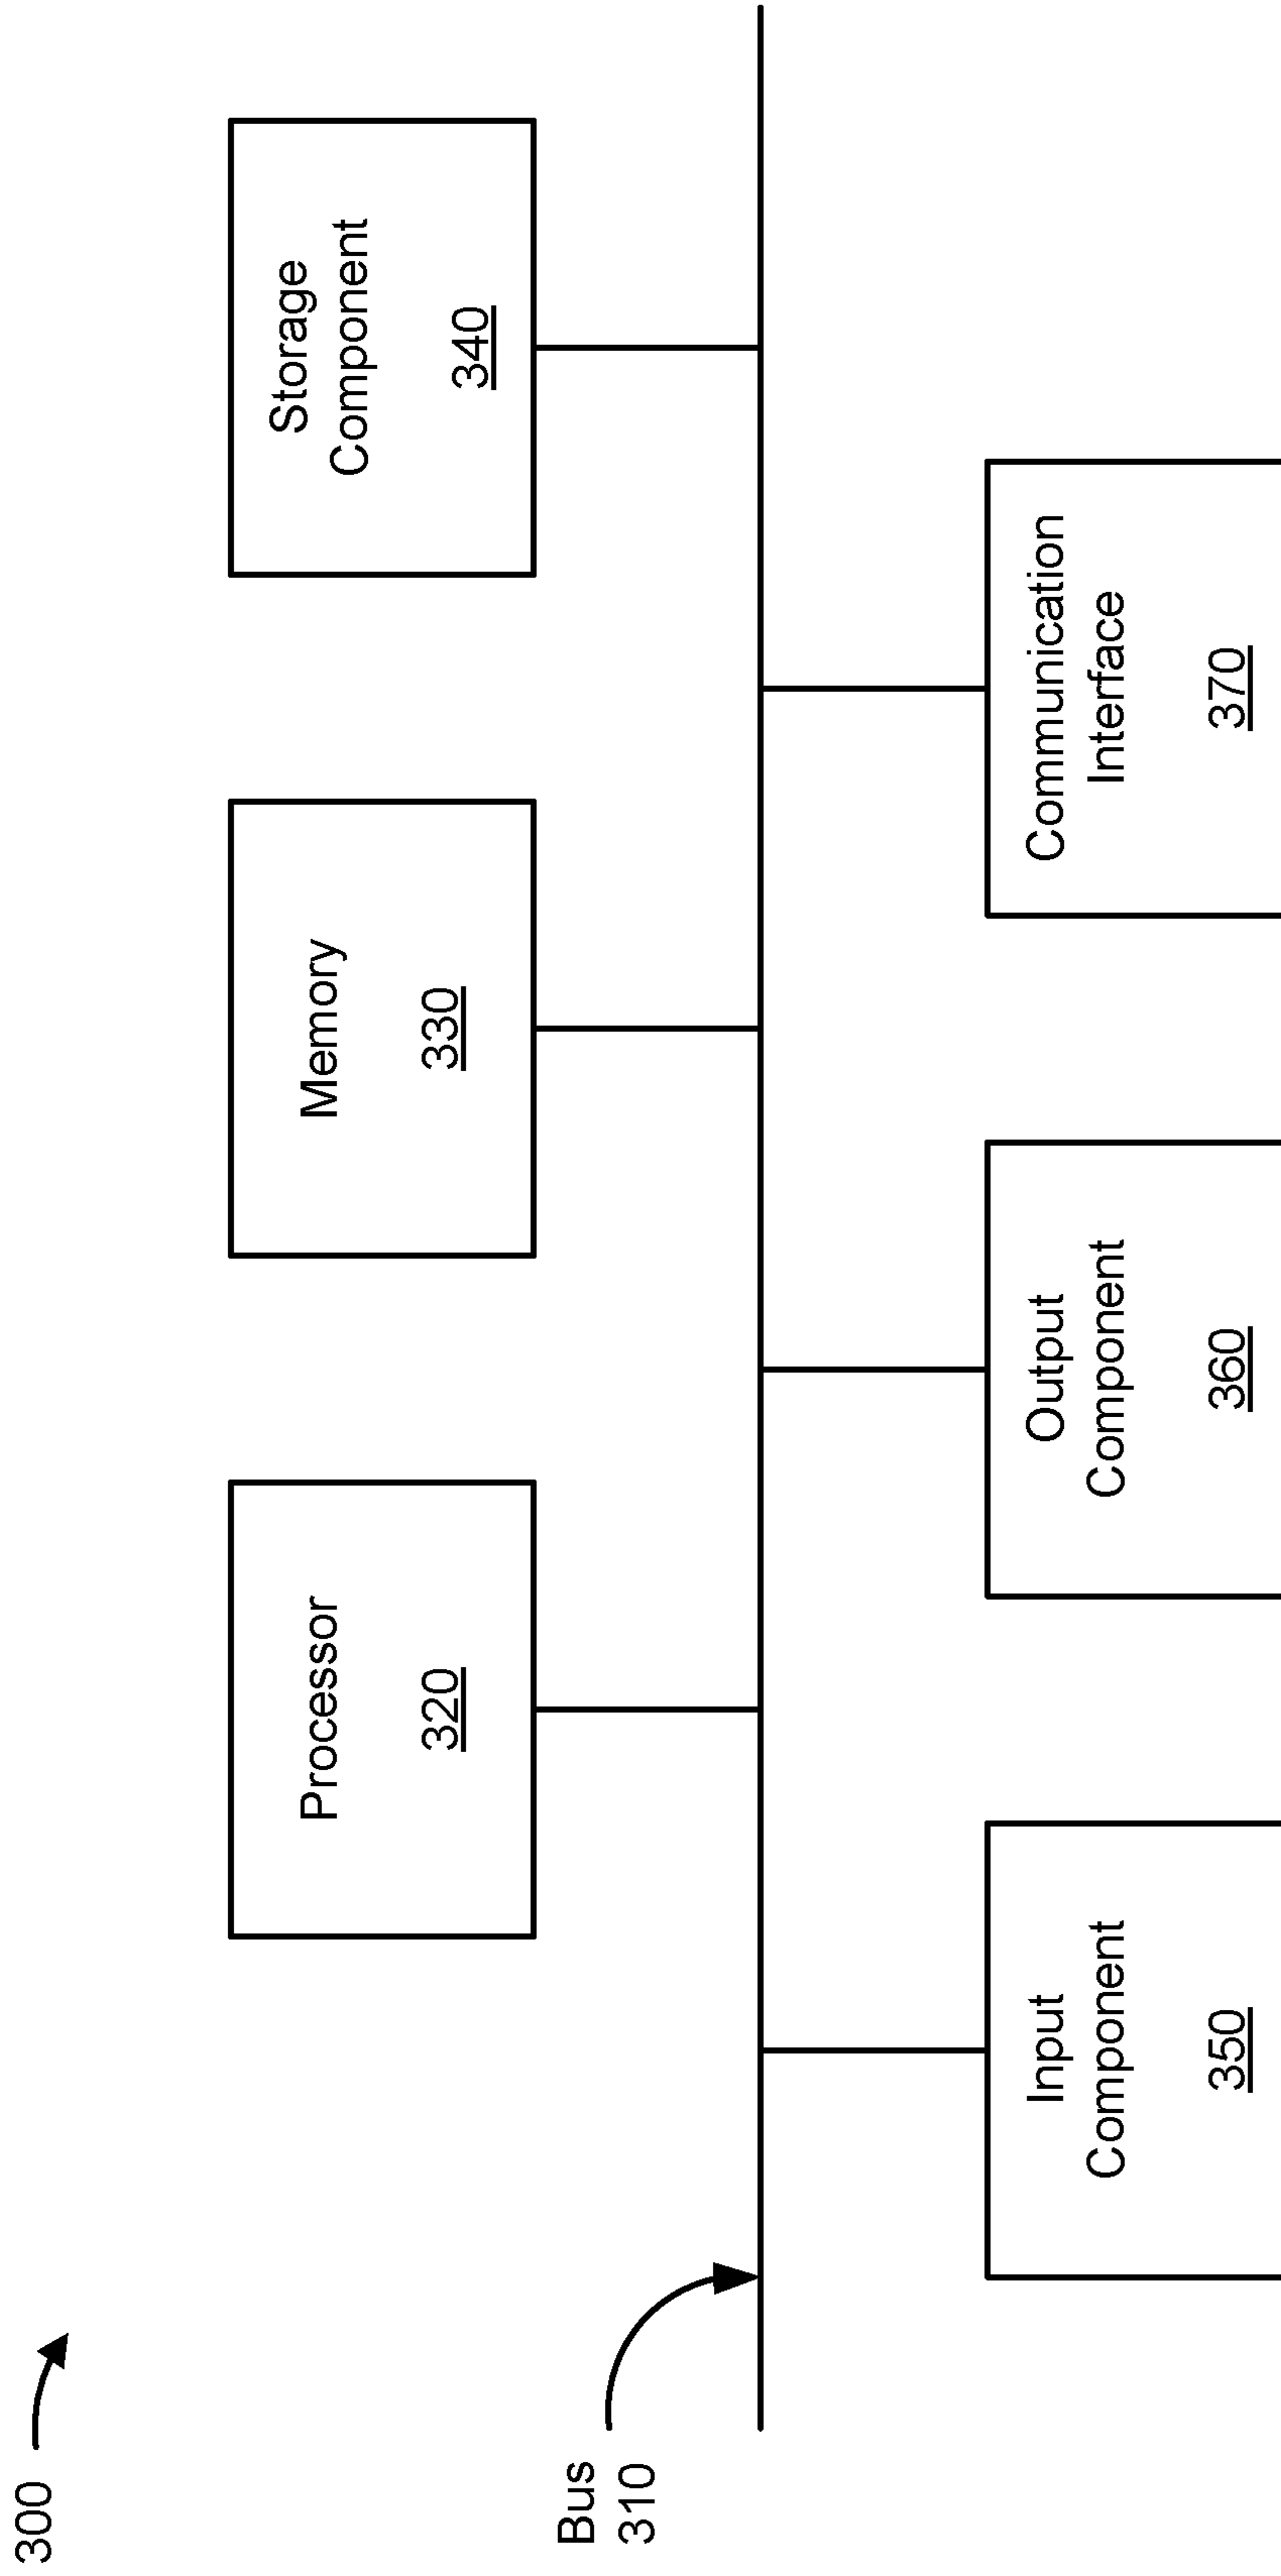 300
Processor
320
Memory
330
Storage
Component
340
Bus
310
Input
Component
350
Output
Component
360
Communication
Interface
370